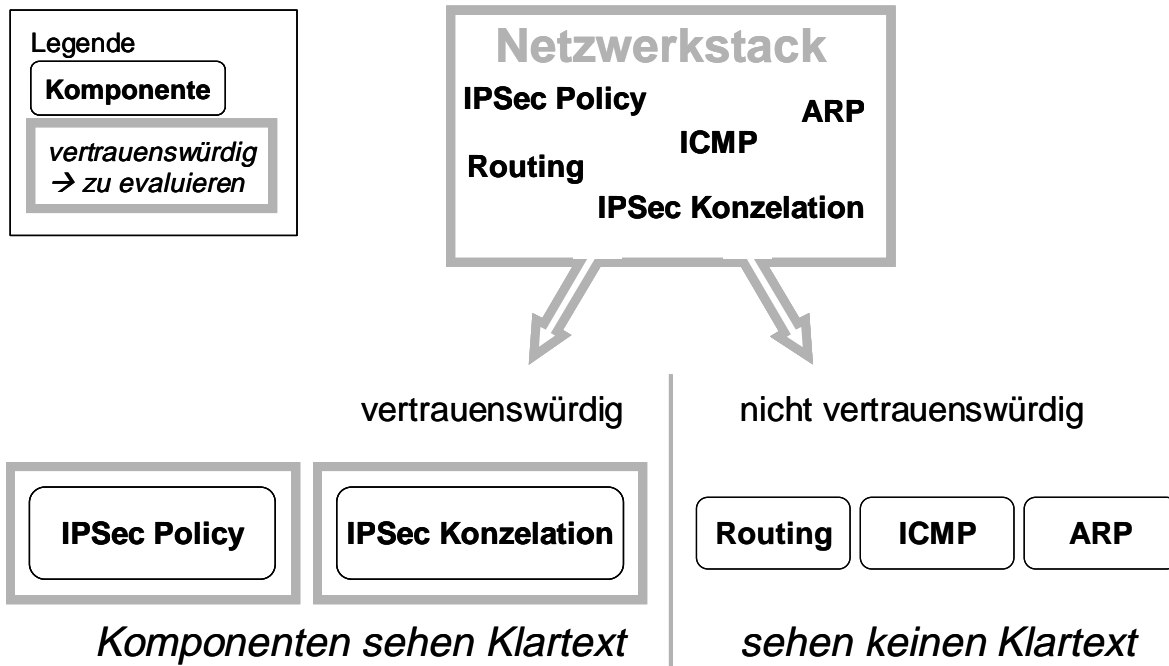 Legende
Komponente
vertrauenswürdig
→ zu evaluieren
Netzwerkstack
IPSec Policy
ARP
ICMP
Routing
IPSec Konzelation
vertrauenswürdig
nicht vertrauenswürdig
IPSec Policy
IPSec Konzelation
Routing
ICMP
ARP
Komponenten sehen Klartext
sehen keinen Klartext